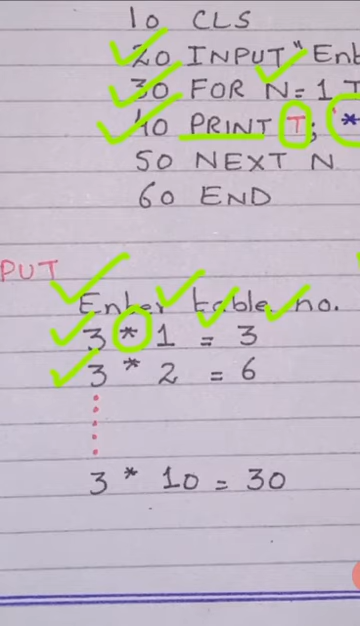 10 CLS
20 INPUT "Ent
30 FOR N=1 T
40 PRINT T; "*
50 NEXT N
60 END
PUT
Enter table no.
3 * 1 = 3
3 * 2 = 6
3 * 10 = 30